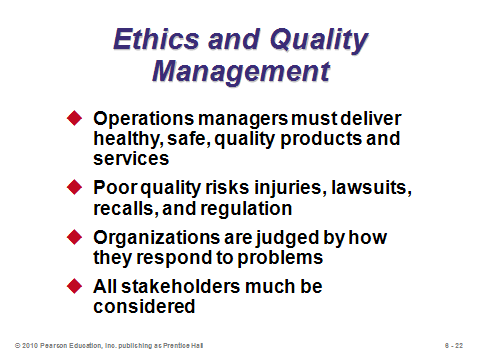 Ethics and Quality
Management
Operations managers must deliver
healthy, safe, quality products and
services
Poor quality risks injuries, lawsuits,
recalls, and regulation
Organizations are judged by how
they respond to problems
All stakeholders much be
considered
© 2010 Pearson Education, Inc. publishing as Prentice Hall
6 - 22